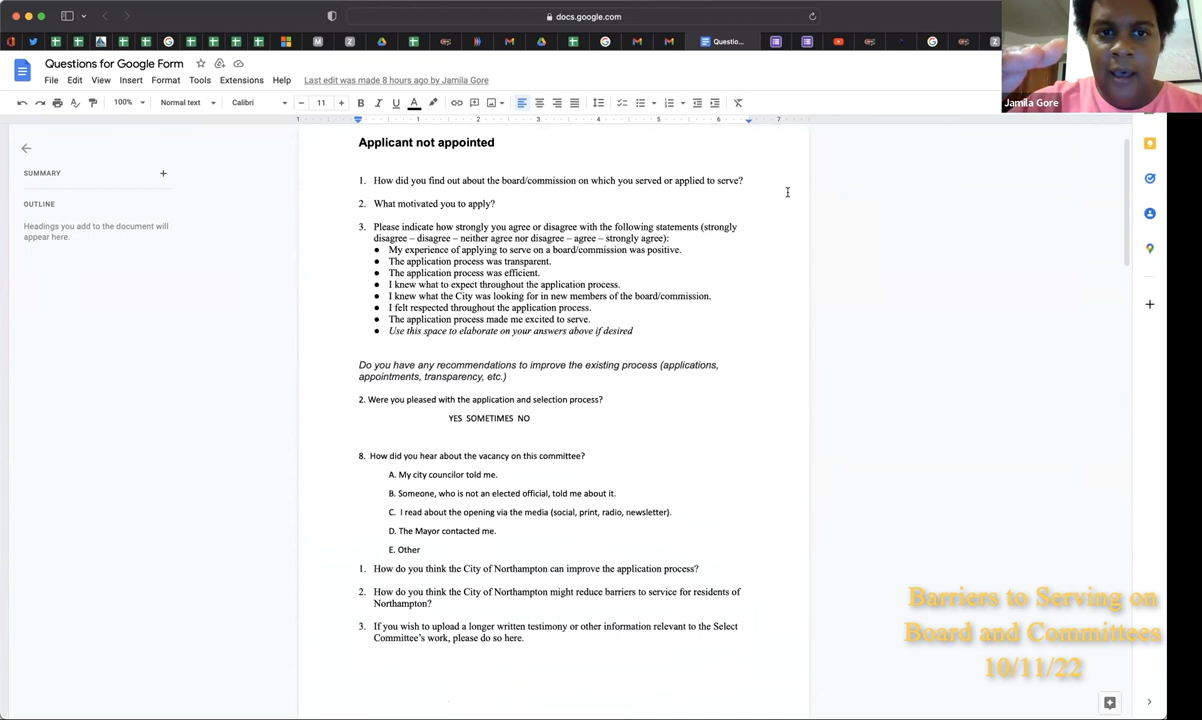 docs.google.com
Questio...
Questions for Google Form
File Edit View Insert Format Tools Extensions Help Last edit was made 8 hours ago by Jamila Gore
100% Normal text Calibri 11
Jamila Gore
1 1 2 3 4 5 6 7
SUMMARY
OUTLINE
Headings you add to the document will
appear here.
Applicant not appointed
1. How did you find out about the board/commission on which you served or applied to serve?
2. What motivated you to apply?
3. Please indicate how strongly you agree or disagree with the following statements (strongly
disagree – disagree – neither agree nor disagree – agree – strongly agree):
● My experience of applying to serve on a board/commission was positive.
● The application process was transparent.
● The application process was efficient.
● I knew what to expect throughout the application process.
● I knew what the City was looking for in new members of the board/commission.
● I felt respected throughout the application process.
● The application process made me excited to serve.
● Use this space to elaborate on your answers above if desired
Do you have any recommendations to improve the existing process (applications,
appointments, transparency, etc.)
2. Were you pleased with the application and selection process?
YES SOMETIMES NO
8. How did you hear about the vacancy on this committee?
A. My city councilor told me.
B. Someone, who is not an elected official, told me about it.
C. I read about the opening via the media (social, print, radio, newsletter).
D. The Mayor contacted me.
E. Other
1. How do you think the City of Northampton can improve the application process?
2. How do you think the City of Northampton might reduce barriers to service for residents of
Northampton?
3. If you wish to upload a longer written testimony or other information relevant to the Select
Committee's work, please do so here.
Barriers to Serving on
Board and Committees
10/11/22